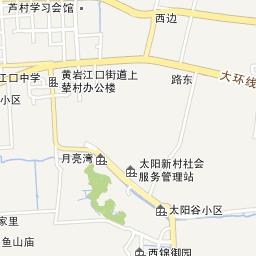 芦村学习会馆
西边
黄岩江口街道上
辇村办公楼
江口中学
小区
路东
大环线
月亮湾
太阳新村社会
服务管理站
太阳谷小区
家里
鱼山庙
西锦御园